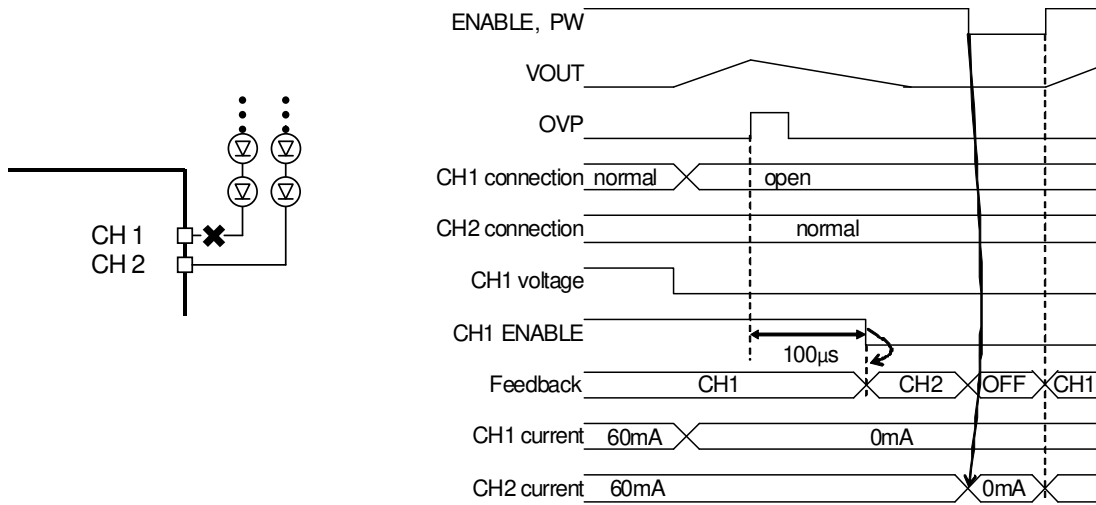 CH 1
CH 2
ENABLE, PW
VOUT
OVP
CH1 connection normal open
CH2 connection normal
CH1 voltage
CH1 ENABLE
100µs
Feedback CH1 CH2 OFF CH1
CH1 current 60mA 0mA
CH2 current 60mA 0mA